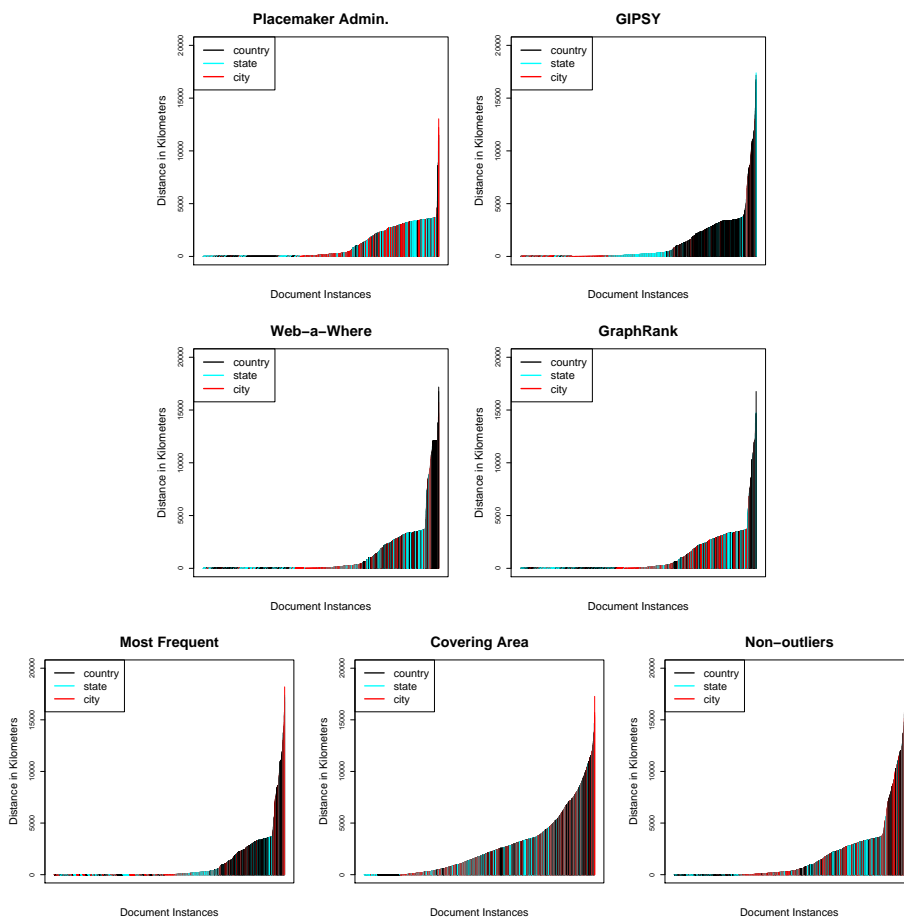 Placemaker Admin.
country
state
city
Distance in Kilometers
0 5000 10000 15000 20000
Document Instances
GIPSY
country
state
city
Distance in Kilometers
0 5000 10000 15000 20000
Document Instances
Web−a−Where
country
state
city
Distance in Kilometers
0 5000 10000 15000 20000
Document Instances
GraphRank
country
state
city
Distance in Kilometers
0 5000 10000 15000 20000
Document Instances
Most Frequent
country
state
city
Distance in Kilometers
0 5000 10000 15000 20000
Document Instances
Covering Area
country
state
city
Distance in Kilometers
0 5000 10000 15000 20000
Document Instances
Non−outliers
country
state
city
Distance in Kilometers
0 5000 10000 15000 20000
Document Instances